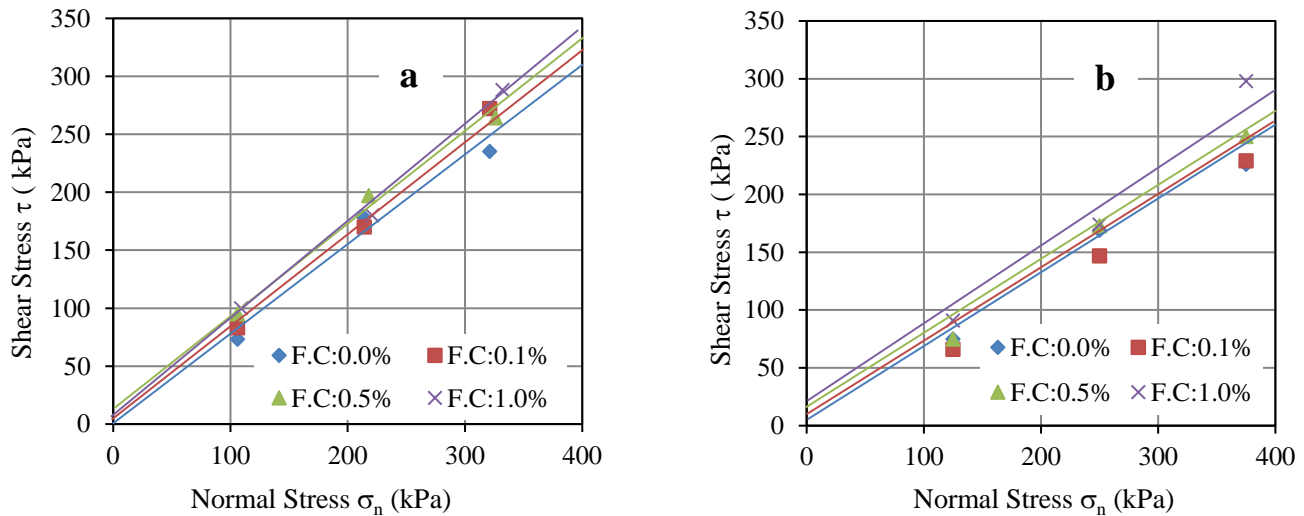 a
Shear Stress τ ( kPa)
350
300
250
200
150
100
50
0
0 100 200 300 400
Normal Stress σn (kPa)
F.C:0.0% F.C:0.1%
F.C:0.5% F.C:1.0%
b
Shear Stress τ ( kPa)
350
300
250
200
150
100
50
0
0 100 200 300 400
Normal Stress σn (kPa)
F.C:0.0% F.C:0.1%
F.C:0.5% F.C:1.0%